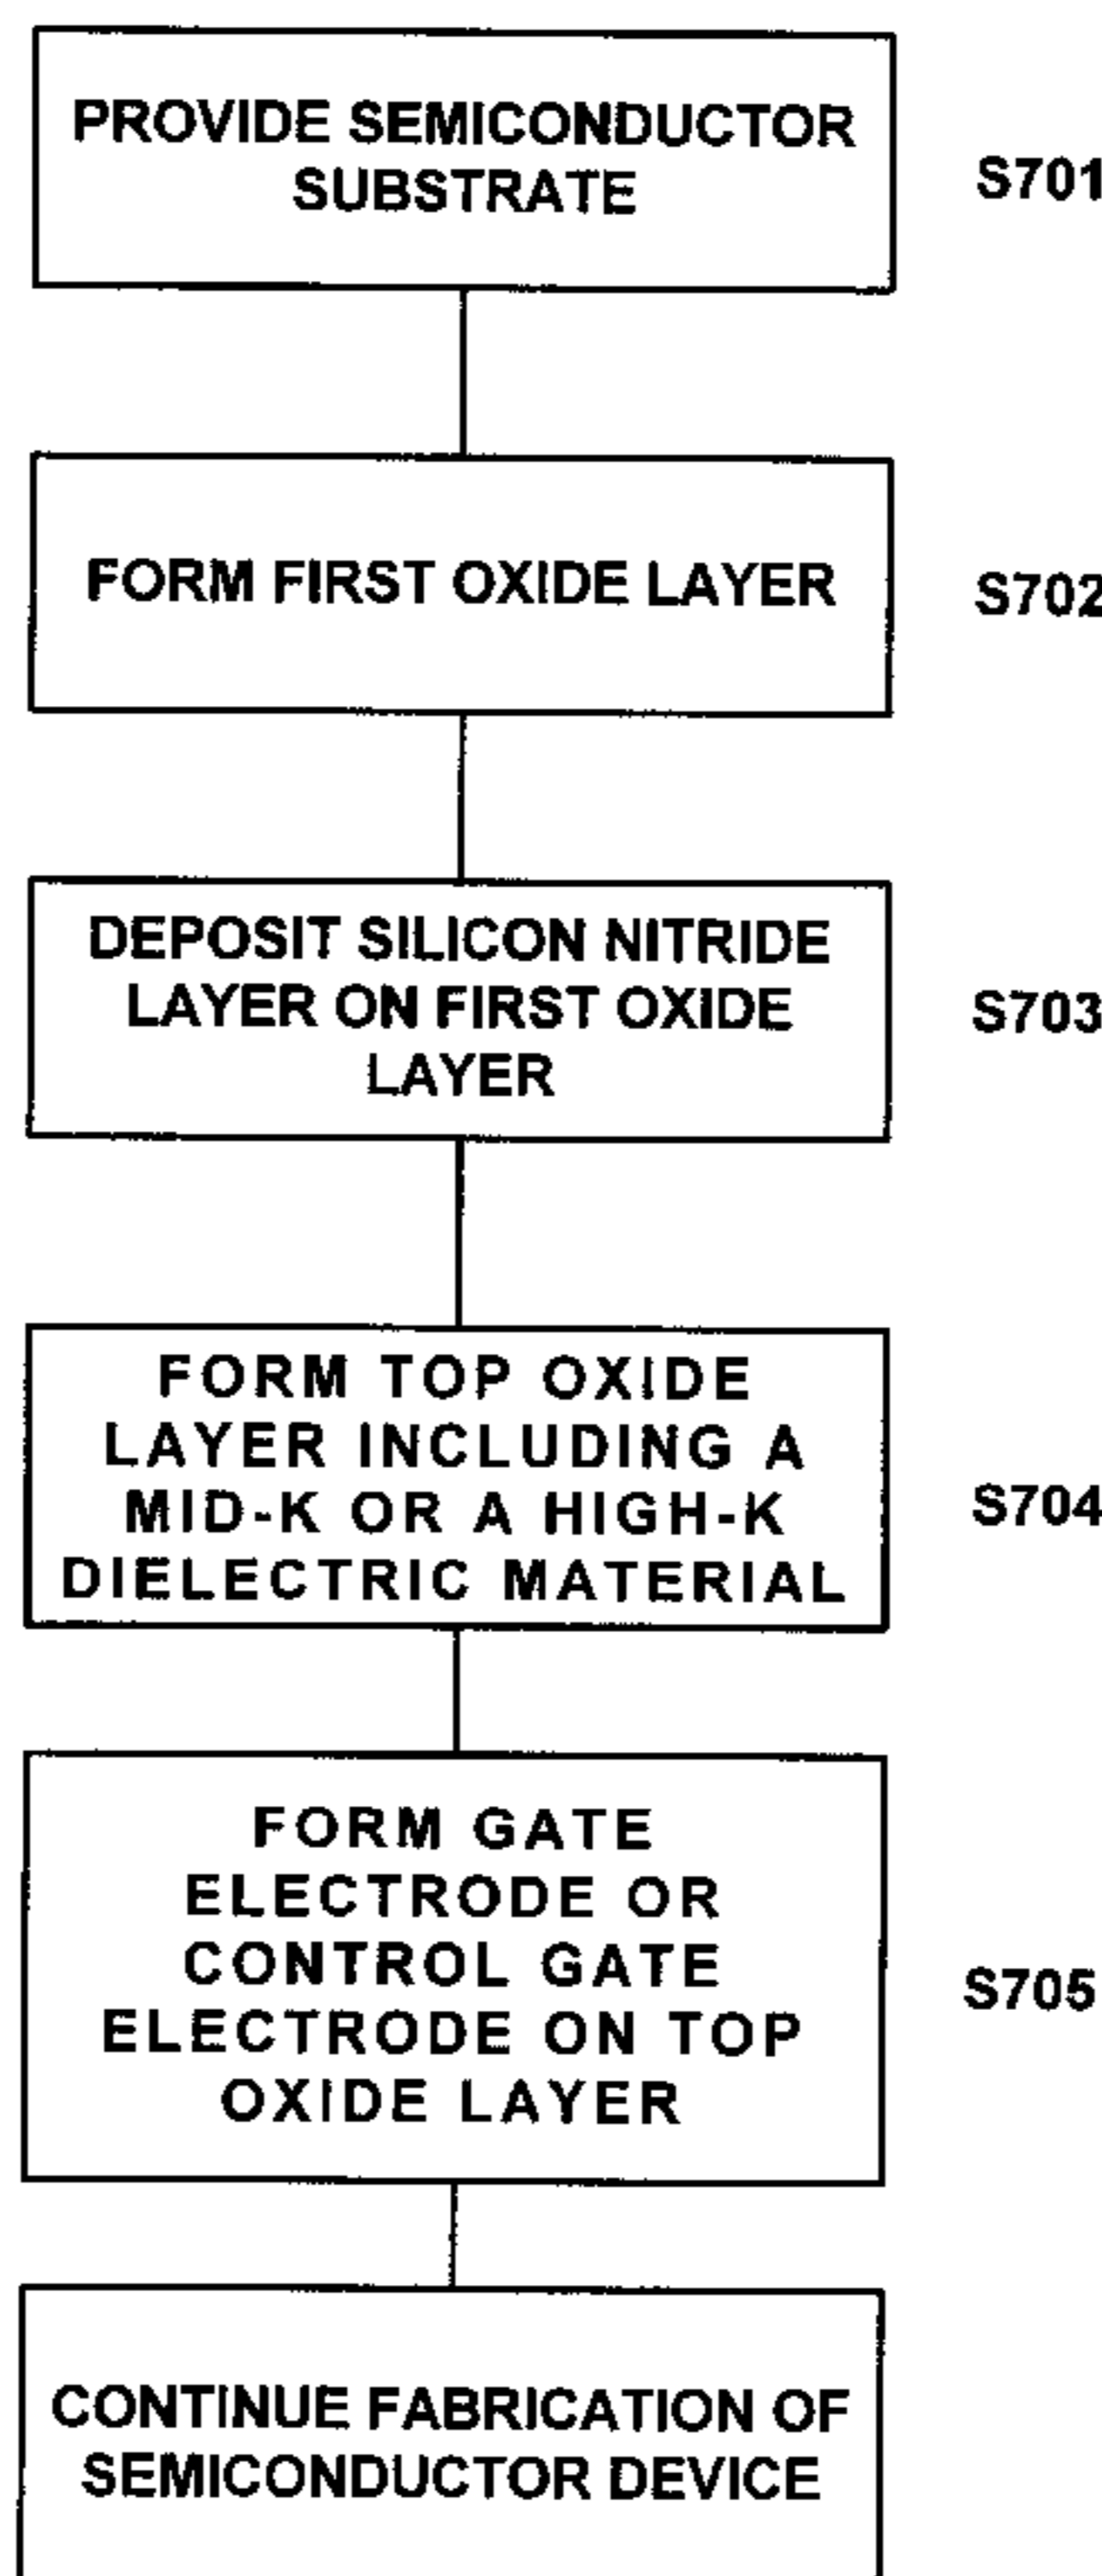 PROVIDE SEMICONDUCTOR
SUBSTRATE
S701
FORM FIRST OXIDE LAYER
S702
DEPOSIT SILICON NITRIDE
LAYER ON FIRST OXIDE
LAYER
S703
FORM TOP OXIDE
LAYER INCLUDING A
MID-K OR A HIGH-K
DIELECTRIC MATERIAL
S704
FORM GATE
ELECTRODE OR
CONTROL GATE
ELECTRODE ON TOP
OXIDE LAYER
S705
CONTINUE FABRICATION OF
SEMICONDUCTOR DEVICE